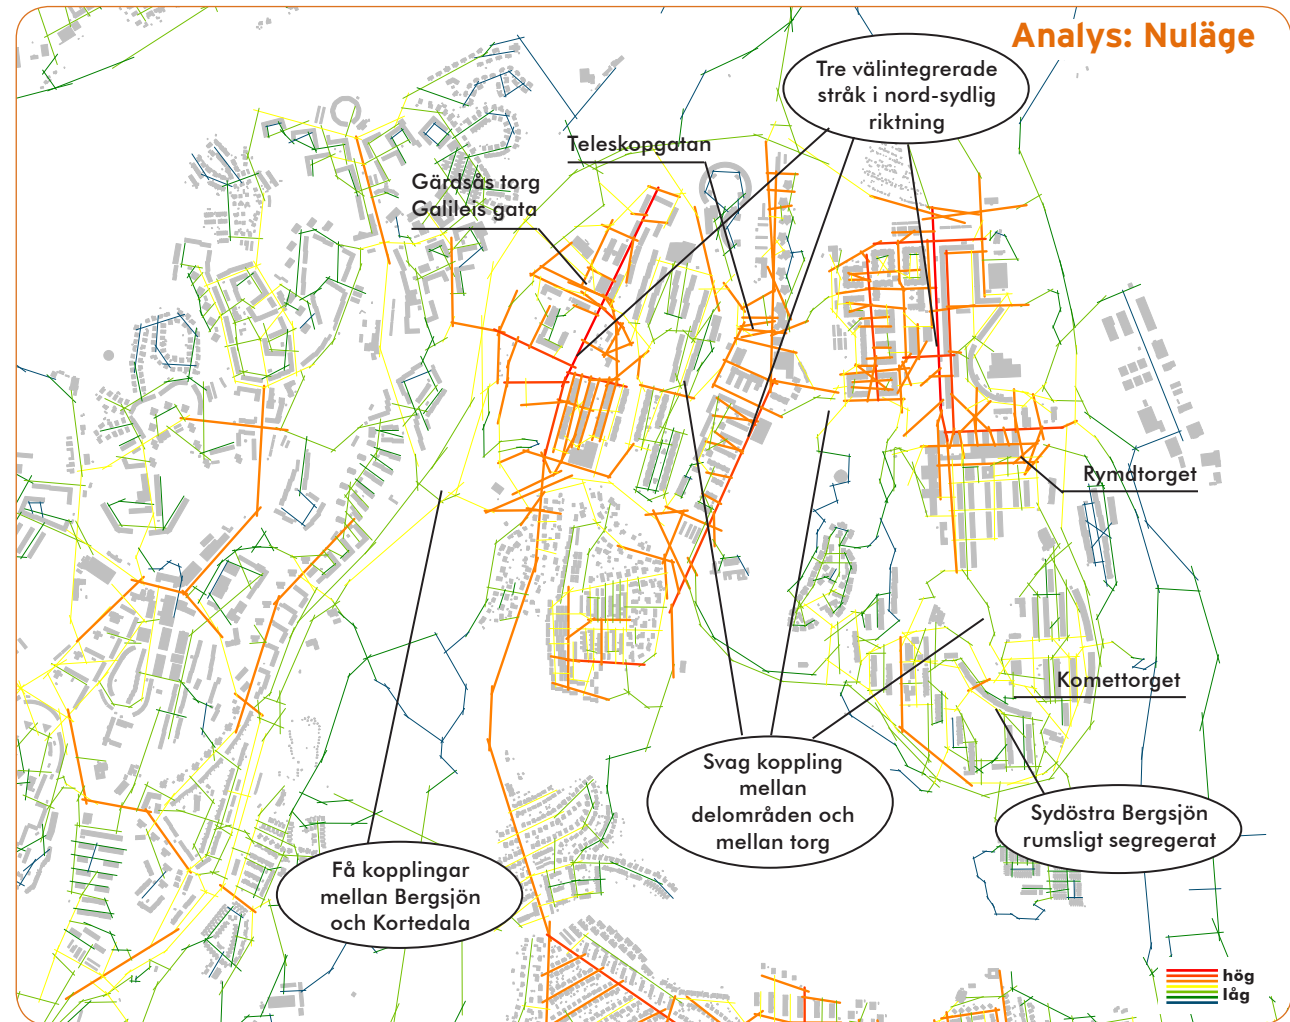 Analys: Nuläge
Tre välintegrerade
stråk i nord-sydlig
riktning
Teleskopgatan
Gärdsås torg
Galileis gata
Rymdtorget
Komettorget
Svag koppling
mellan
delområden och
mellan torg
Sydöstra Bergsjön
rumsligt segregerat
Få kopplingar
mellan Bergsjön
och Kortedala
hög
låg